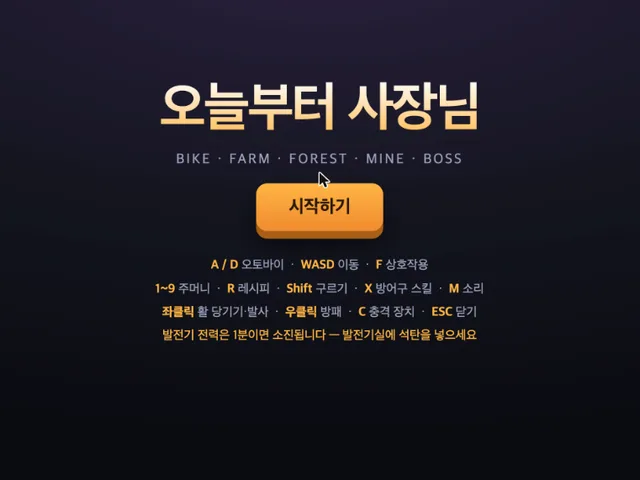 오늘부터 사장님
BIKE · FARM · FOREST · MINE · BOSS
시작하기
A / D 오토바이 · WASD 이동 · F 상호작용
1~9 주머니 · R 레시피 · Shift 구르기 · X 방어구 스킬 · M 소리
좌클릭 활 당기기·발사 · 우클릭 방패 · C 충격 장치 · ESC 닫기
발전기 전력은 1분이면 소진됩니다 — 발전기실에 석탄을 넣으세요